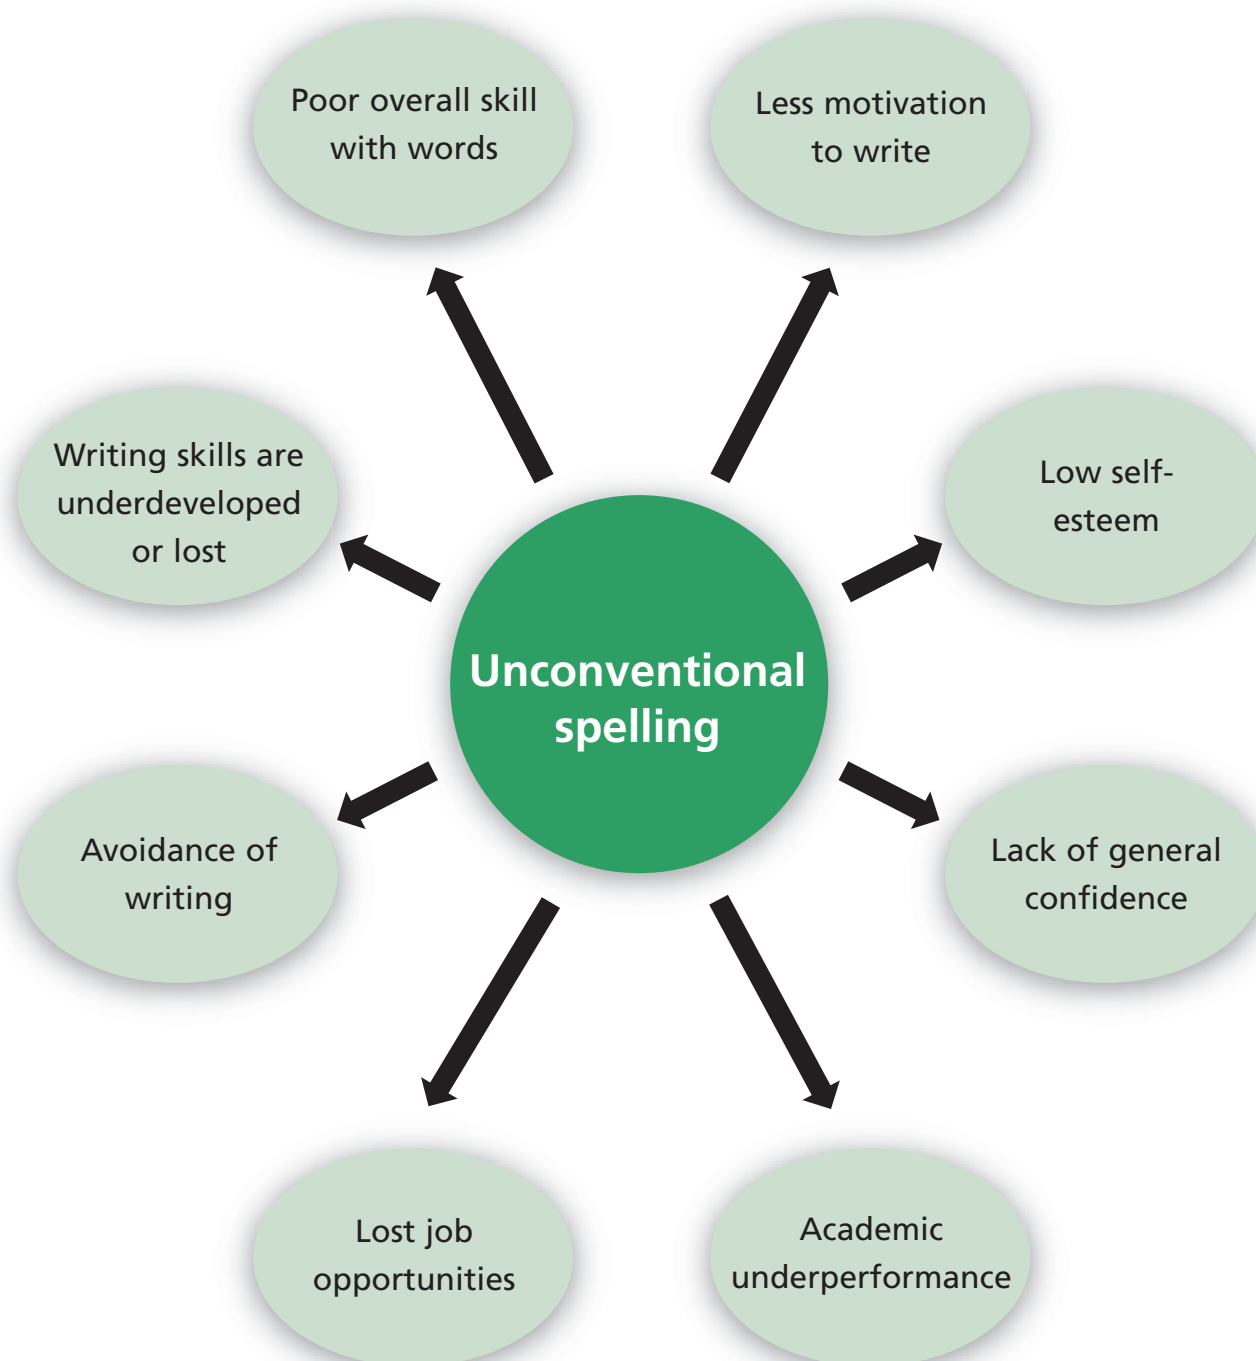 Poor overall skill
with words
Less motivation
to write
Writing skills are
underdeveloped
or lost
Low self-
esteem
Unconventional
spelling
Avoidance of
writing
Lack of general
confidence
Lost job
opportunities
Academic
underperformance